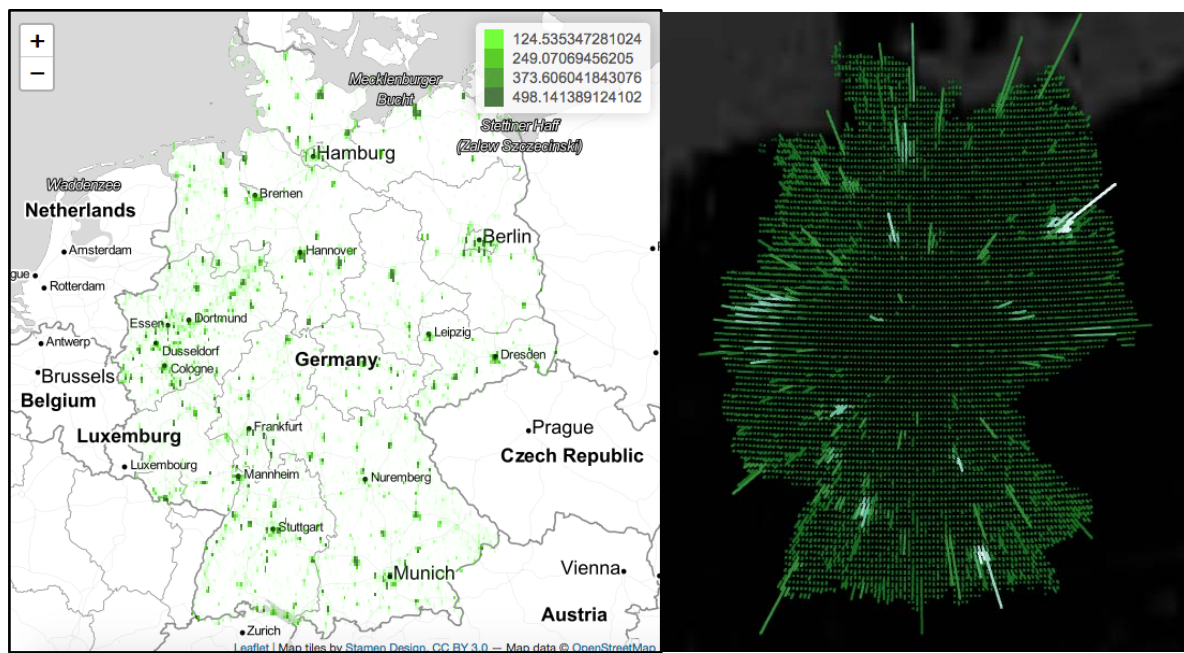 +
−
124.535347281024
249.07069456205
373.606041843076
498.141389124102
Mecklenburger
Bucht
Stettiner Haff
(Zalew Szczecinski)
Hamburg
Waddenzee
Bremen
Netherlands
Berlin
Amsterdam
Hannover
gue
Rotterdam
Essen
Dortmund
Leipzig
Antwerp
Dusseldorf
Germany
Dresden
Cologne
Brussels
Belgium
Frankfurt
Prague
Luxemburg
Czech Republic
Luxembourg
Mannheim
Nuremberg
Stuttgart
Munich
Vienna
Austria
Zurich
Leaflet | Map tiles by Stamen Design, CC BY 3.0 — Map data © OpenStreetMap